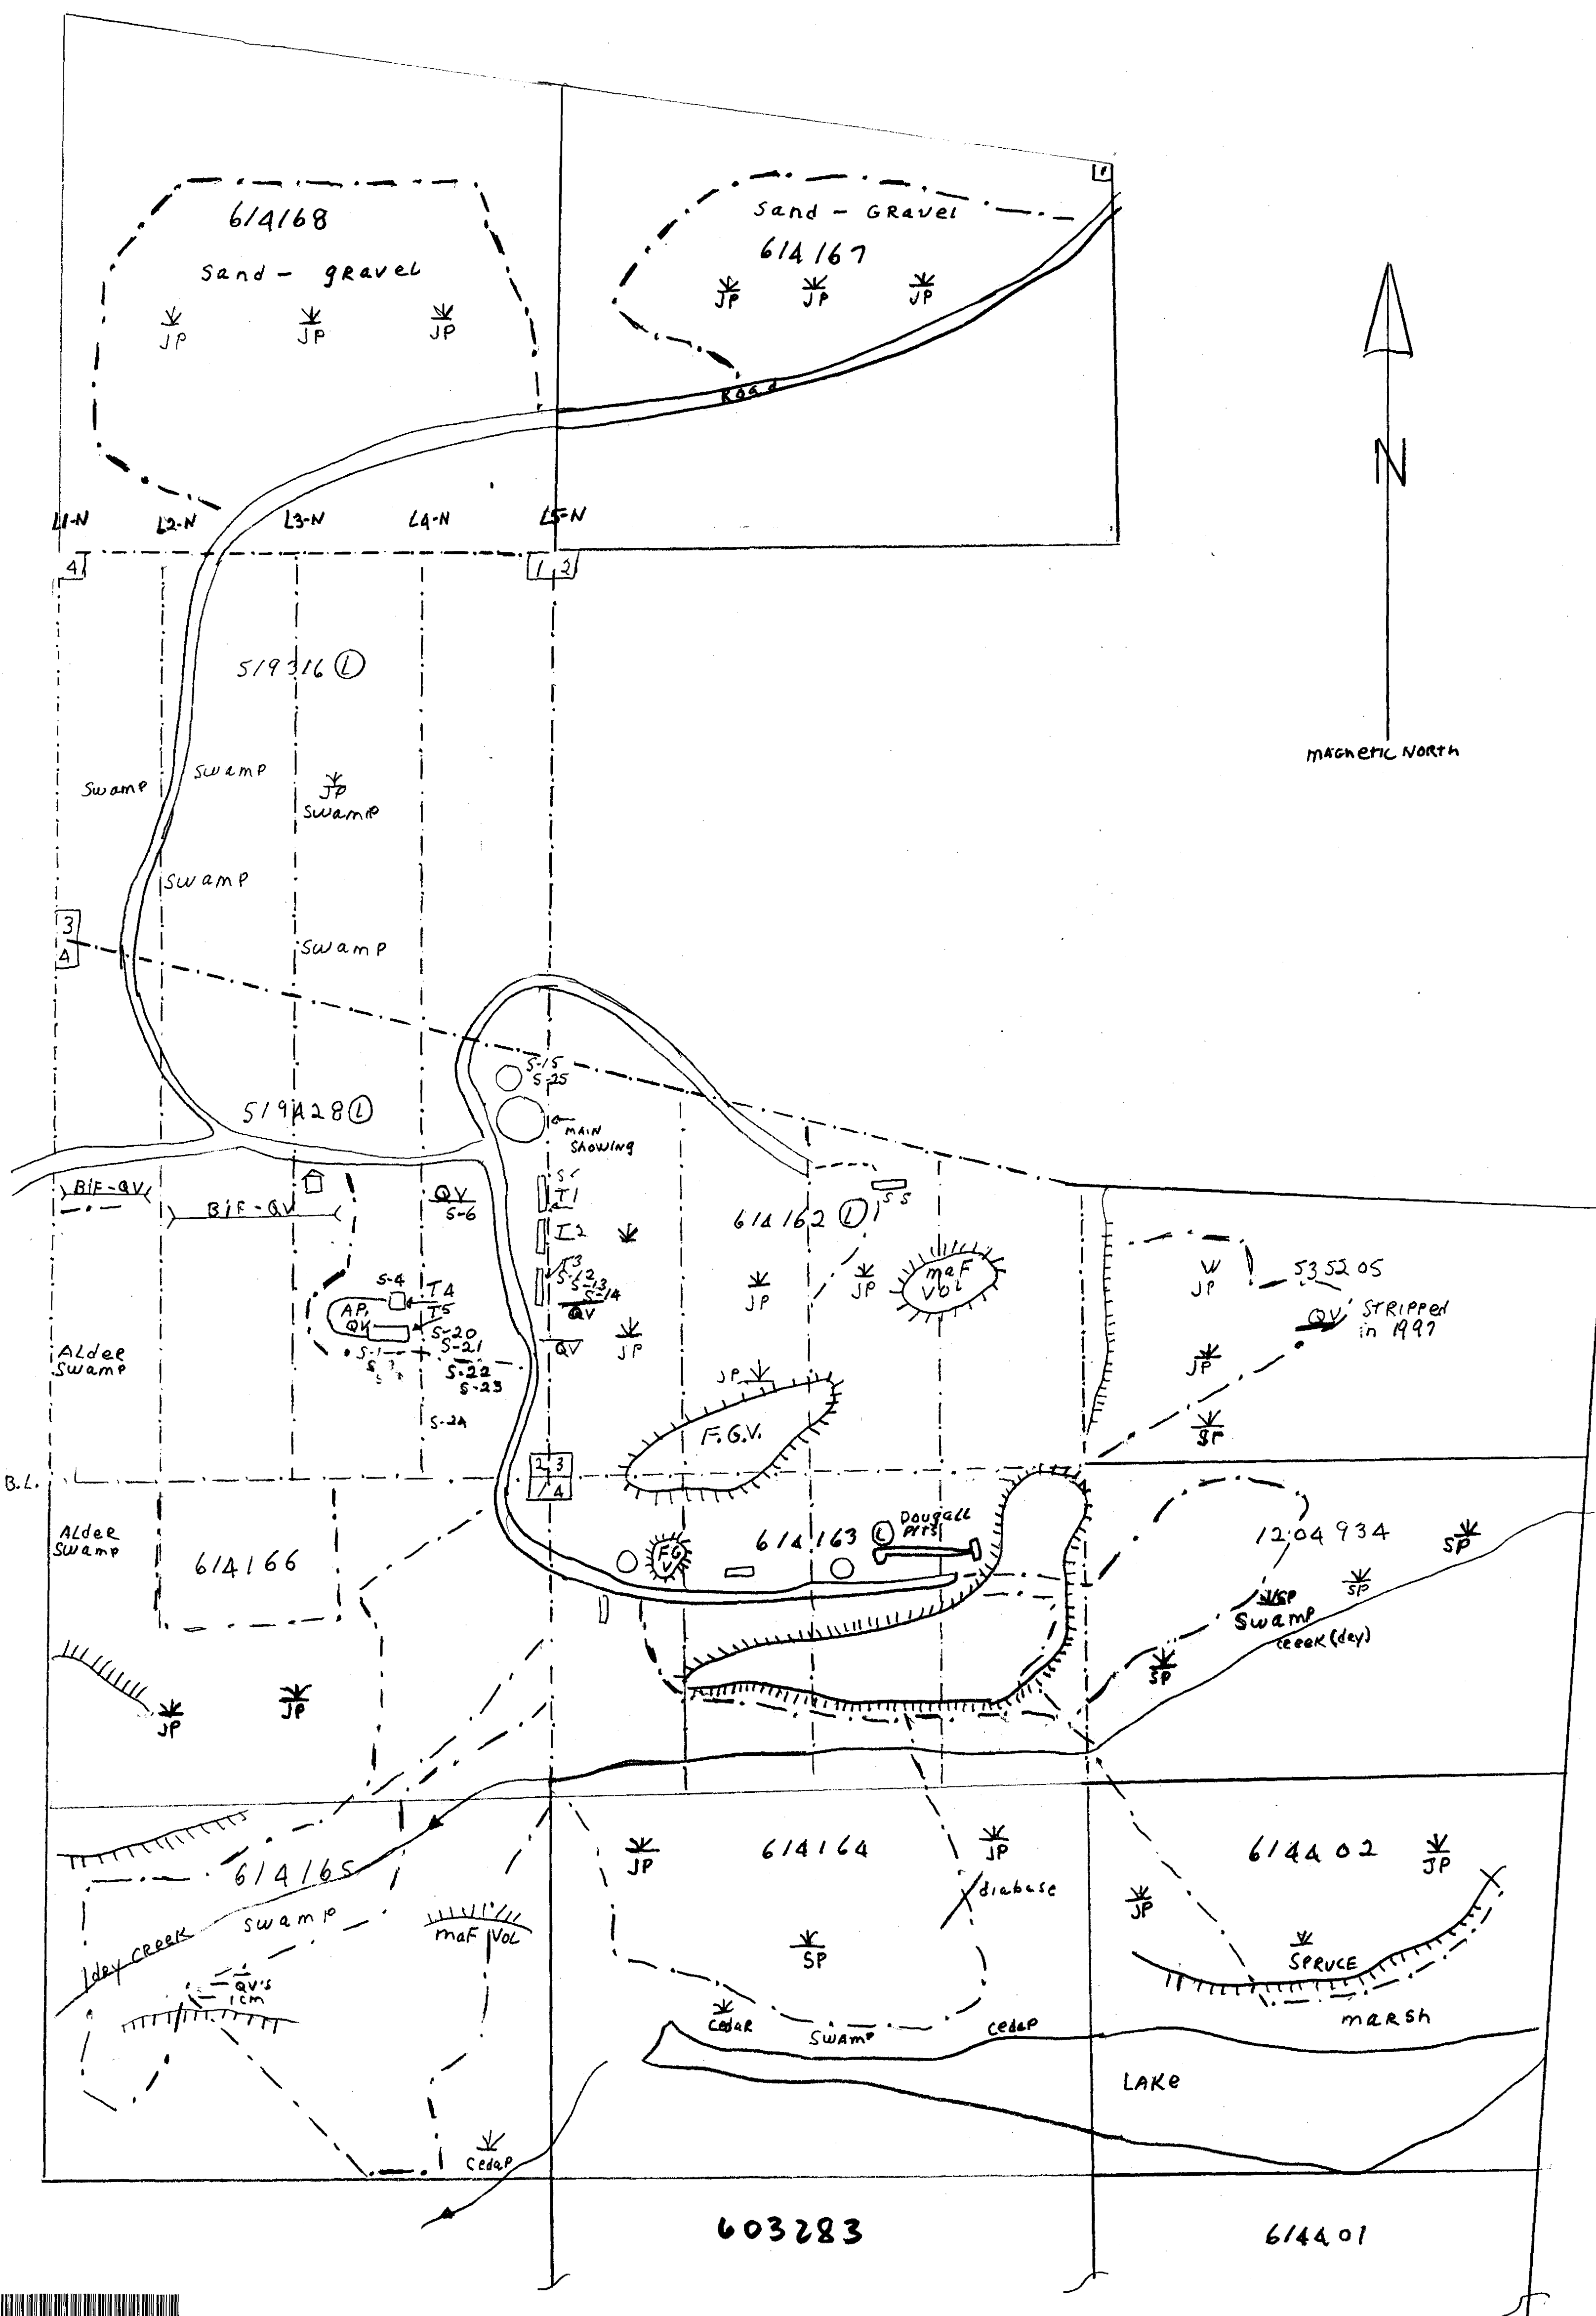 614168
Sand - gRavel
JP
JP
JP
Sand - GRavel
614167
JP
JP
JP
1
Road
N
MAGNETIC NORTH
L1-N
L2-N
L3-N
L4-N
L5-N
4
1 2
519316 (L)
Swamp
Swamp
JP
Swamp
Swamp
Swamp
3
4
S-15
S-25
519428 (L)
MAIN
Showing
BIF-QV
BIF-QV
QV
S-6
T1
T2
T3
S-12
S-13
S-14
QV
QV
JP
614162 (L)
SS
JP
JP
maF
VOL
JP
535205
QV
STRIPPED
in 1997
JP
SP
S-4
T4
T5
AP,
QV
S-20
S-21
S-22
S-23
S-24
S-1
ALder
Swamp
JP
F.G.V.
B.L.
2 3
1 4
ALdeR
Swamp
614166
F.G
V
614163 (L)
Dougall
Pits
1204934
SP
SP
SP
Swamp
creek (dry)
SP
JP
JP
614165
Swamp
dry CREEK
maF VOL
QV's
1cm
JP
614164
JP
diabase
SP
614402
JP
JP
SPRUCE
cedaR
SWAMP
cedaR
maRSh
LAKe
cedaR
603283
614401